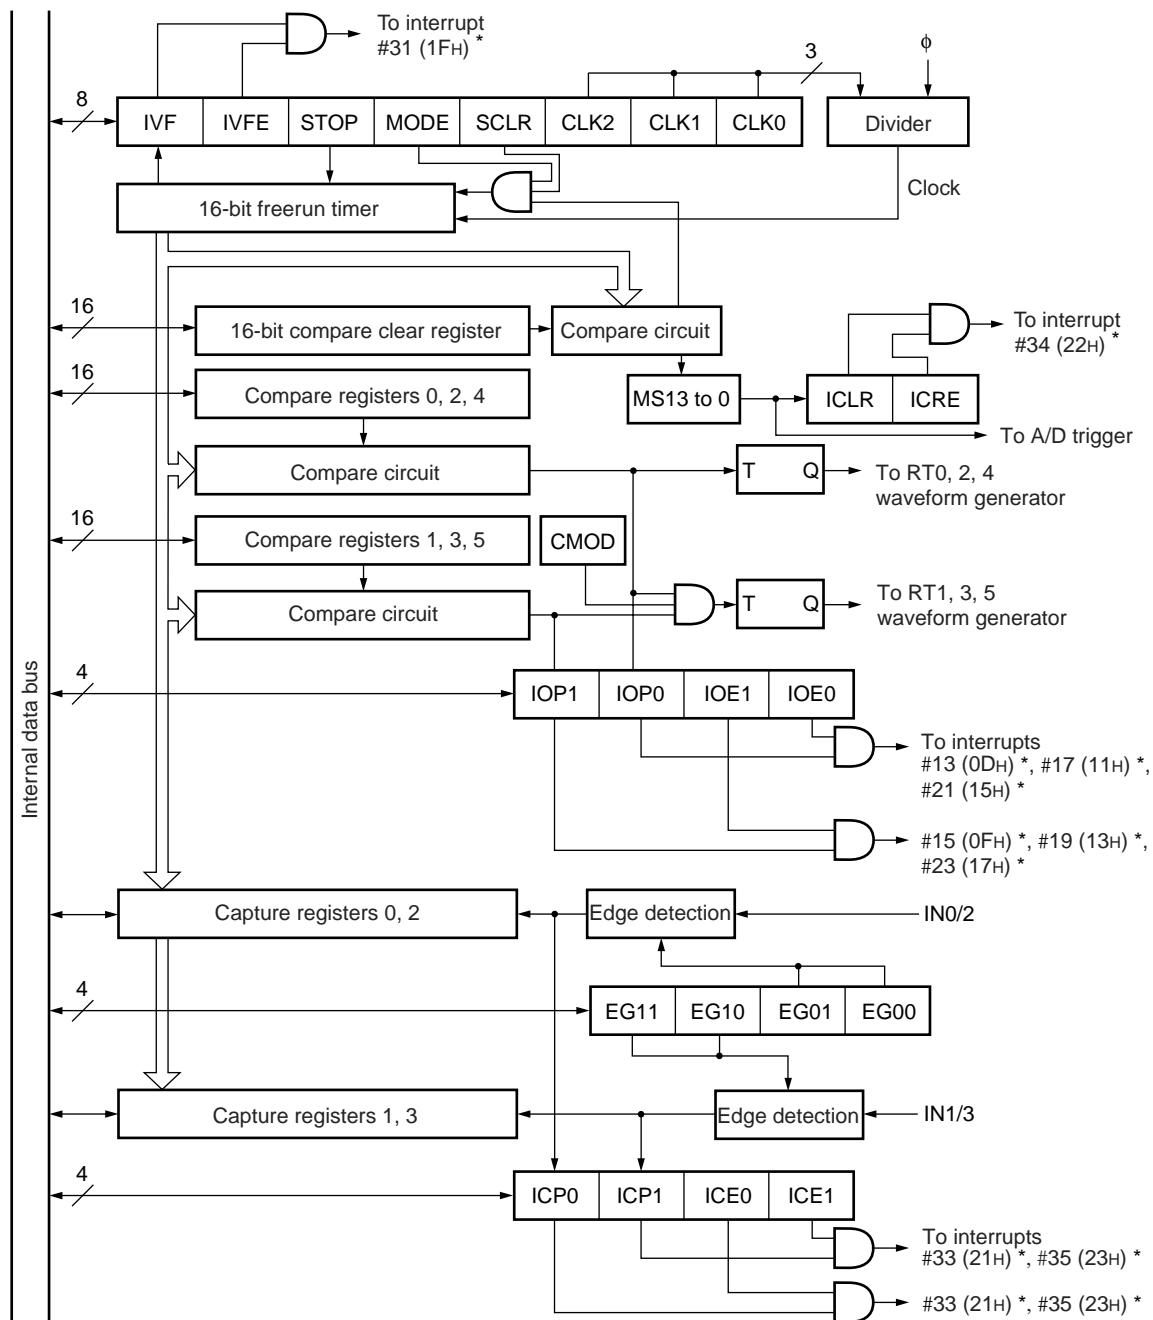 To interrupt
#31 (1FH) *
3
ϕ
8
IVF IVFE STOP MODE SCLR CLK2 CLK1 CLK0
Divider
16-bit freerun timer
Clock
16
16-bit compare clear register
Compare circuit
To interrupt
#34 (22H) *
16
Compare registers 0, 2, 4
MS13 to 0
ICLR ICRE
To A/D trigger
Compare circuit
T Q
To RT0, 2, 4
waveform generator
16
Compare registers 1, 3, 5
CMOD
Compare circuit
T Q
To RT1, 3, 5
waveform generator
Internal data bus
4
IOP1 IOP0 IOE1 IOE0
To interrupts
#13 (0DH) *, #17 (11H) *,
#21 (15H) *
#15 (0FH) *, #19 (13H) *,
#23 (17H) *
Capture registers 0, 2
Edge detection
IN0/2
4
EG11 EG10 EG01 EG00
Capture registers 1, 3
Edge detection
IN1/3
4
ICP0 ICP1 ICE0 ICE1
To interrupts
#33 (21H) *, #35 (23H) *
#33 (21H) *, #35 (23H) *